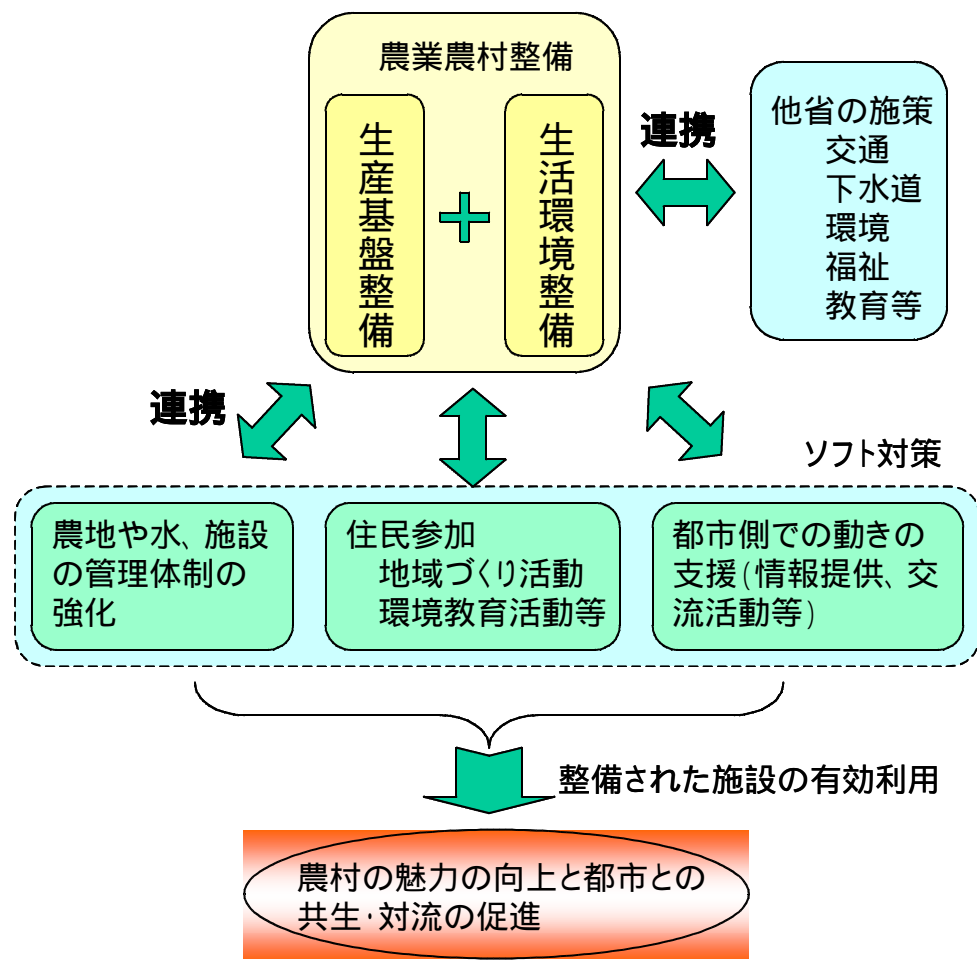 農業農村整備
生産基盤整備
+
生活環境整備
連携
他省の施策
交通
下水道
環境
福祉
教育等
連携
ソフト対策
農地や水、施設
の管理体制の
強化
住民参加
地域づくり活動
環境教育活動等
都市側での動きの
支援(情報提供、交
流活動等)
整備された施設の有効利用
農村の魅力の向上と都市との
共生・対流の促進